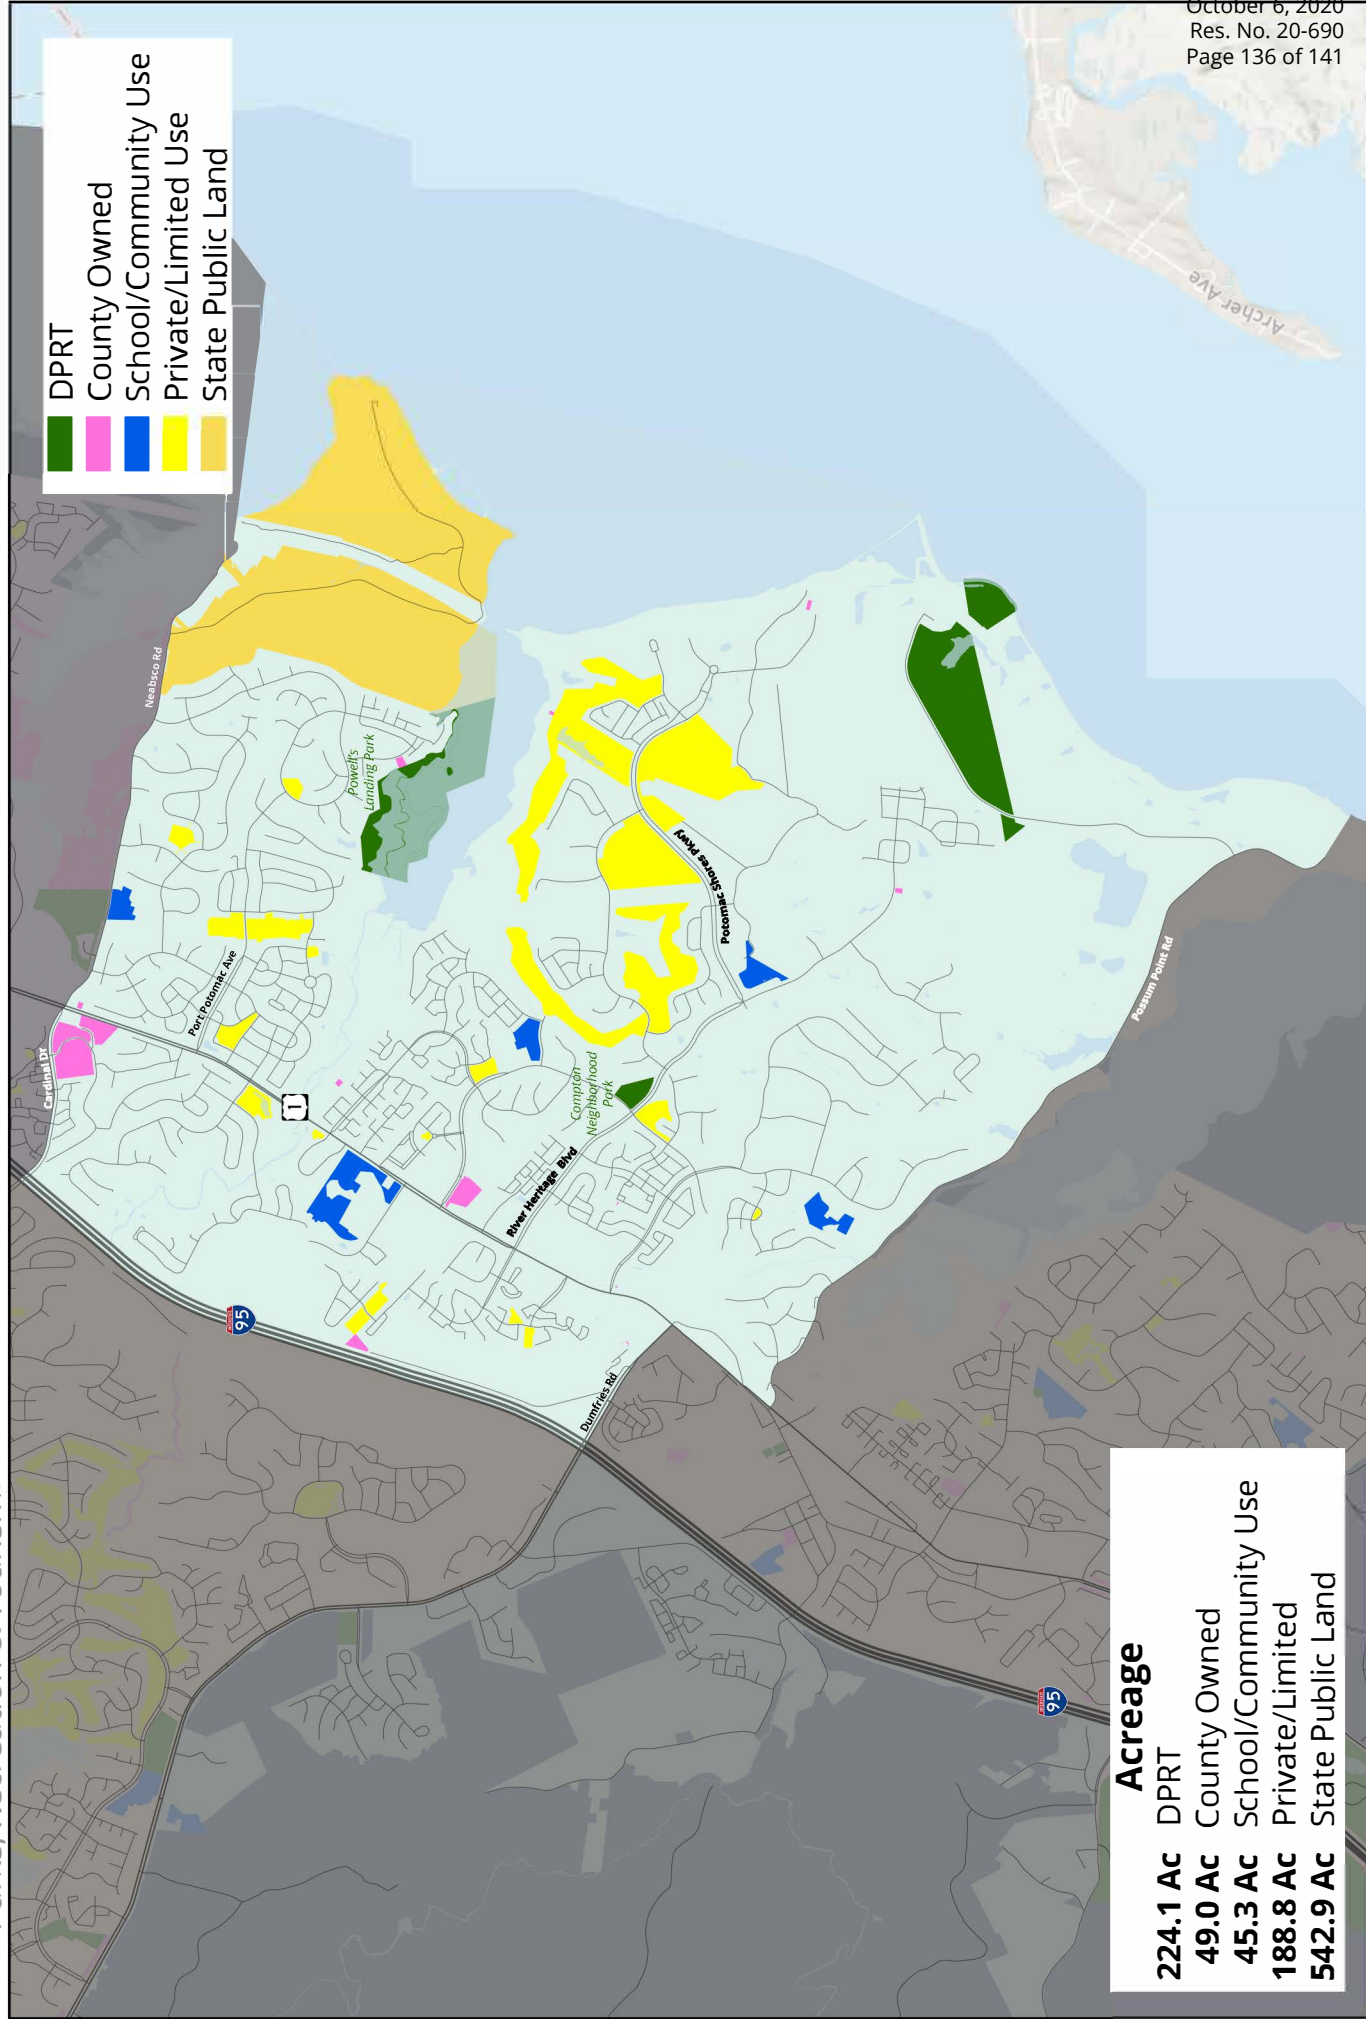 October 6, 2020
Res. No. 20-690
Page 136 of 141
DPRT
County Owned
School/Community Use
Private/Limited Use
State Public Land
Archer Ave
Neabsco Rd
Powell's
Landing Park
Cardinal Dr
Port Potomac Ave
1
Potomac Shores Pkwy
Compton
Neighborhood
Park
River Heritage Blvd
Possum Point Rd
95
Dumfries Rd
95
Acreage
224.1 Ac DPRT
49.0 Ac County Owned
45.3 Ac School/Community Use
188.8 Ac Private/Limited
542.9 Ac State Public Land